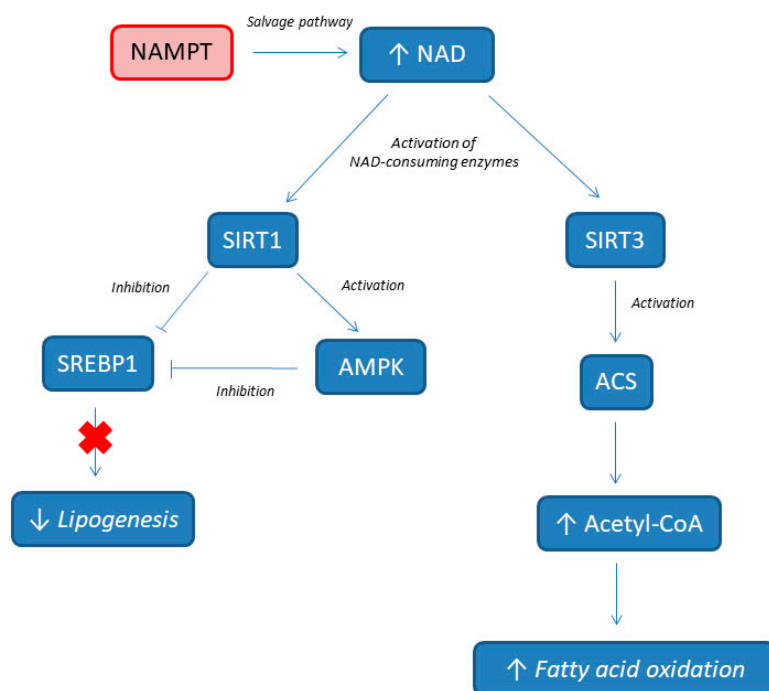 Salvage pathway
NAMPT
↑ NAD
Activation of
NAD-consuming enzymes
SIRT1
SIRT3
Inhibition
Activation
Activation
SREBP1
AMPK
ACS
Inhibition
↓ Lipogenesis
↑ Acetyl-CoA
↑ Fatty acid oxidation